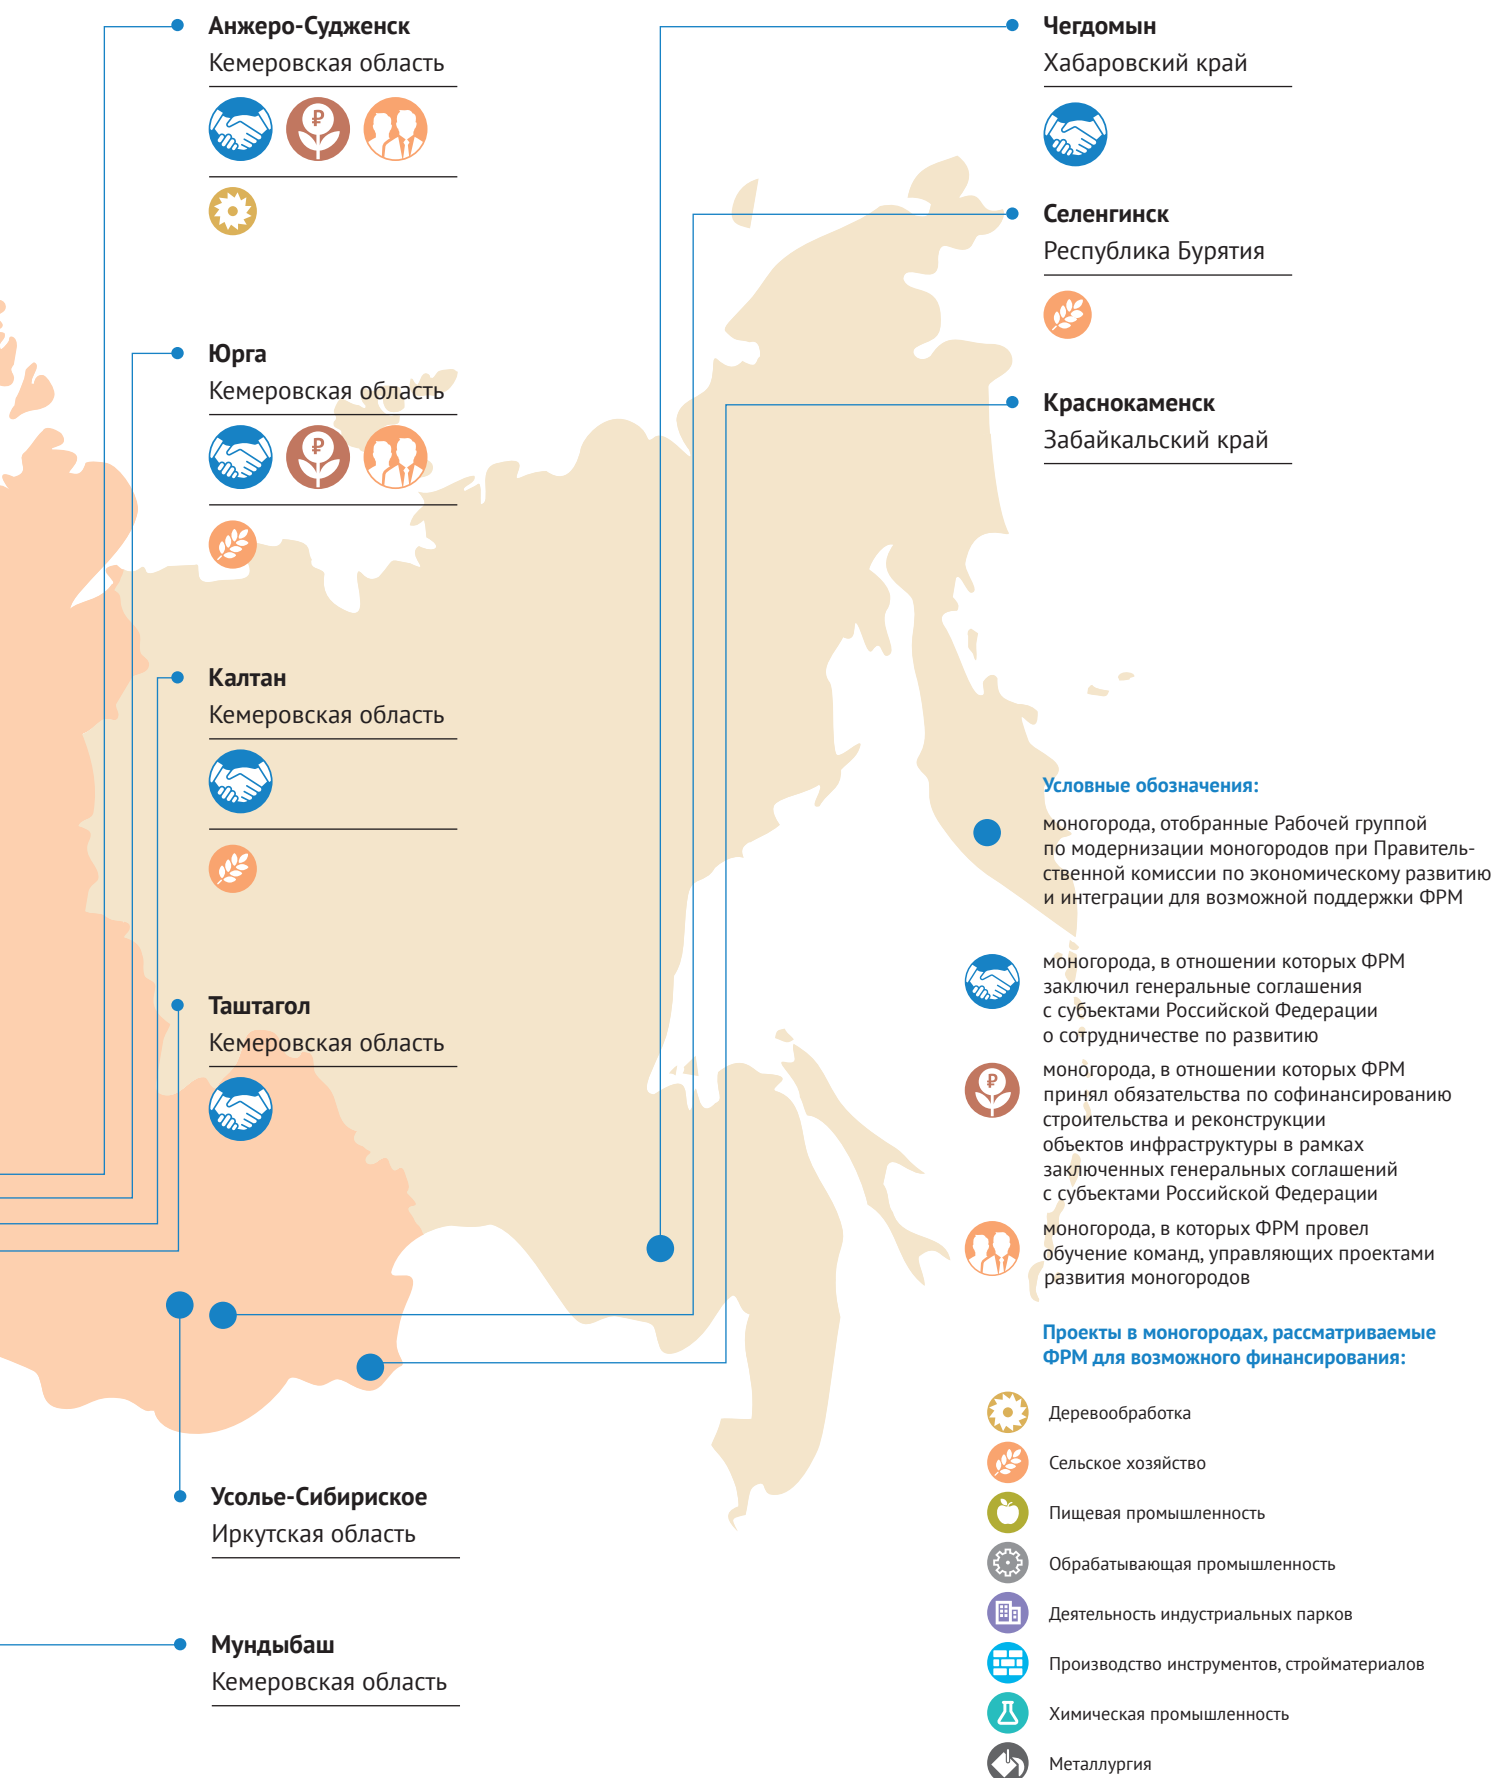 Анжеро-Судженск
Кемеровская область
₽
Юрга
Кемеровская область
₽
Калтан
Кемеровская область
Таштагол
Кемеровская область
Усолье-Сибириское
Иркутская область
Мундыбаш
Кемеровская область
Чегдомын
Хабаровский край
Селенгинск
Республика Бурятия
Краснокаменск
Забайкальский край
Условные обозначения:
моногорода, отобранные Рабочей группой
по модернизации моногородов при Правитель-
ственной комиссии по экономическому развитию
и интеграции для возможной поддержки ФРМ
моногорода, в отношении которых ФРМ
заключил генеральные соглашения
с субъектами Российской Федерации
о сотрудничестве по развитию
₽
моногорода, в отношении которых ФРМ
принял обязательства по софинансированию
строительства и реконструкции
объектов инфраструктуры в рамках
заключенных генеральных соглашений
с субъектами Российской Федерации
моногорода, в которых ФРМ провел
обучение команд, управляющих проектами
развития моногородов
Проекты в моногородах, рассматриваемые
ФРМ для возможного финансирования:
Деревообработка
Сельское хозяйство
Пищевая промышленность
Обрабатывающая промышленность
Деятельность индустриальных парков
Производство инструментов, стройматериалов
Химическая промышленность
Металлургия